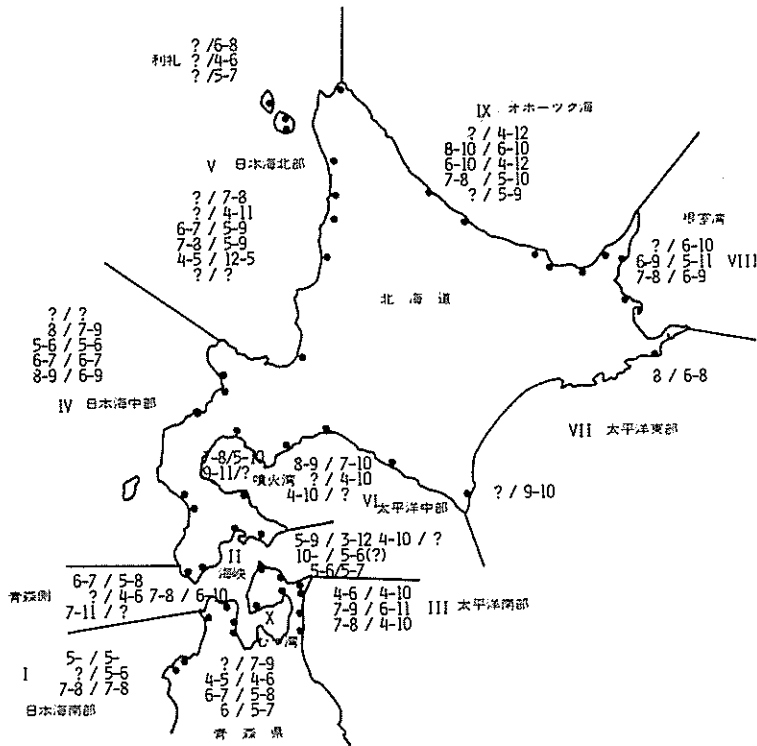 ? /6-8
利礼 ? /4-6
? /5-7
IX オホーツク海
? / 4-12
8-10 / 6-10
6-10 / 4-12
7-8 / 5-10
? / 5-9
V 日本海北部
? / 7-8
? / 4-11
6-7 / 5-9
7-8 / 5-9
4-5 / 12-5
? / ?
根室湾
? / 6-10
6-9 / 5-11 VIII
7-8 / 6-9
北海道
? / ?
8 / 7-9
5-6 / 5-6
6-7 / 6-7
8-9 / 6-9
IV 日本海中部
8 / 6-8
VII 太平洋東部
7-8/5-10
9-11/?
噴火湾
8-9 / 7-10
? / 4-10
4-10 / ?
VI 太平洋中部
? / 9-10
II
海峡
5-9 / 3-12 4-10 / ?
10- / 5-6(?)
5-6/5-7
青森側
6-7 / 5-8
? / 4-6 7-8 / 6-10
7-11 / ?
4-6 / 4-10
7-9 / 6-11
7-8 / 4-10
III 太平洋南部
X
I
5- / 5-
? / 5-6
7-8 / 7-8
日本海南部
? / 7-9
4-5 / 4-6
6-7 / 5-8
6 / 5-7
青森県